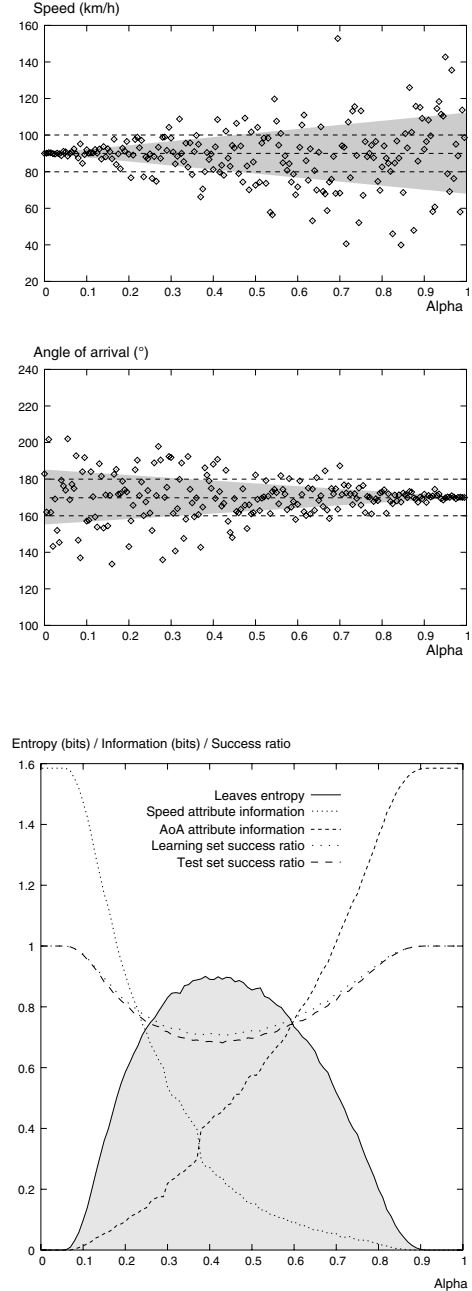 Speed (km/h)
160
140
120
100
80
60
40
20
0 0.1 0.2 0.3 0.4 0.5 0.6 0.7 0.8 0.9 1
Alpha
Angle of arrival (°)
240
220
200
180
160
140
120
100
0 0.1 0.2 0.3 0.4 0.5 0.6 0.7 0.8 0.9 1
Alpha
Entropy (bits) / Information (bits) / Success ratio
1.6
Leaves entropy
Speed attribute information
1.4
AoA attribute information
Learning set success ratio
Test set success ratio
1.2
1
0.8
0.6
0.4
0.2
0
0 0.1 0.2 0.3 0.4 0.5 0.6 0.7 0.8 0.9 1
Alpha